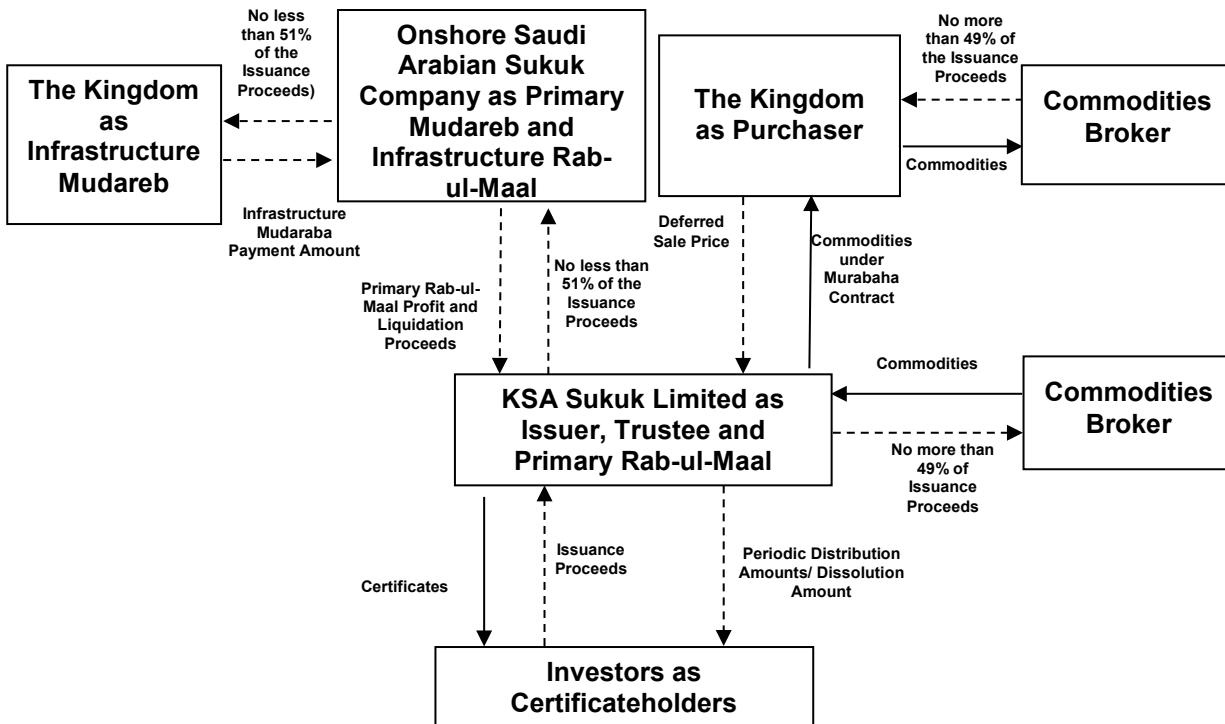 No less
than 51%
of the
Issuance
Proceeds)
The Kingdom
as
Infrastructure
Mudareb
Infrastructure
Mudaraba
Payment Amount
Onshore Saudi
Arabian Sukuk
Company as Primary
Mudareb and
Infrastructure Rab-
ul-Maal
The Kingdom
as Purchaser
No more
than 49% of
the Issuance
Proceeds
Commodities
Commodities
Broker
Primary Rab-ul-
Maal Profit and
Liquidation
Proceeds
No less than
51% of the
Issuance
Proceeds
Deferred
Sale Price
Commodities
under
Murabaha
Contract
KSA Sukuk Limited as
Issuer, Trustee and
Primary Rab-ul-Maal
Commodities
No more than
49% of
Issuance
Proceeds
Commodities
Broker
Certificates
Issuance
Proceeds
Periodic Distribution
Amounts/ Dissolution
Amount
Investors as
Certificateholders